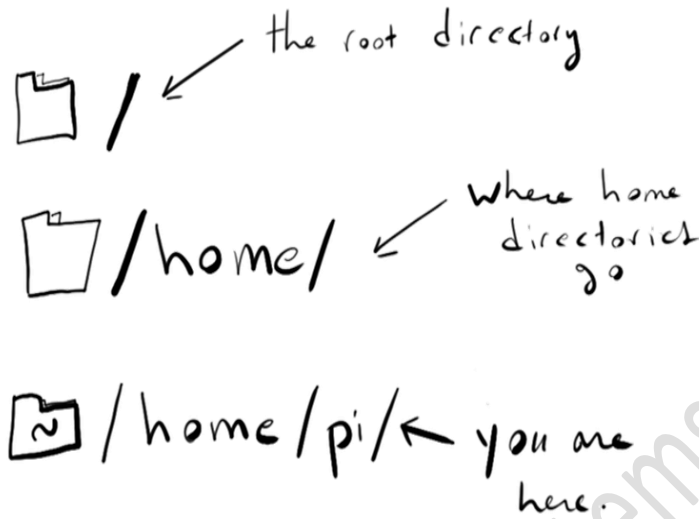 the root directory
/
where home
/home/
directories
go
~
/home/pi/
you are
here.